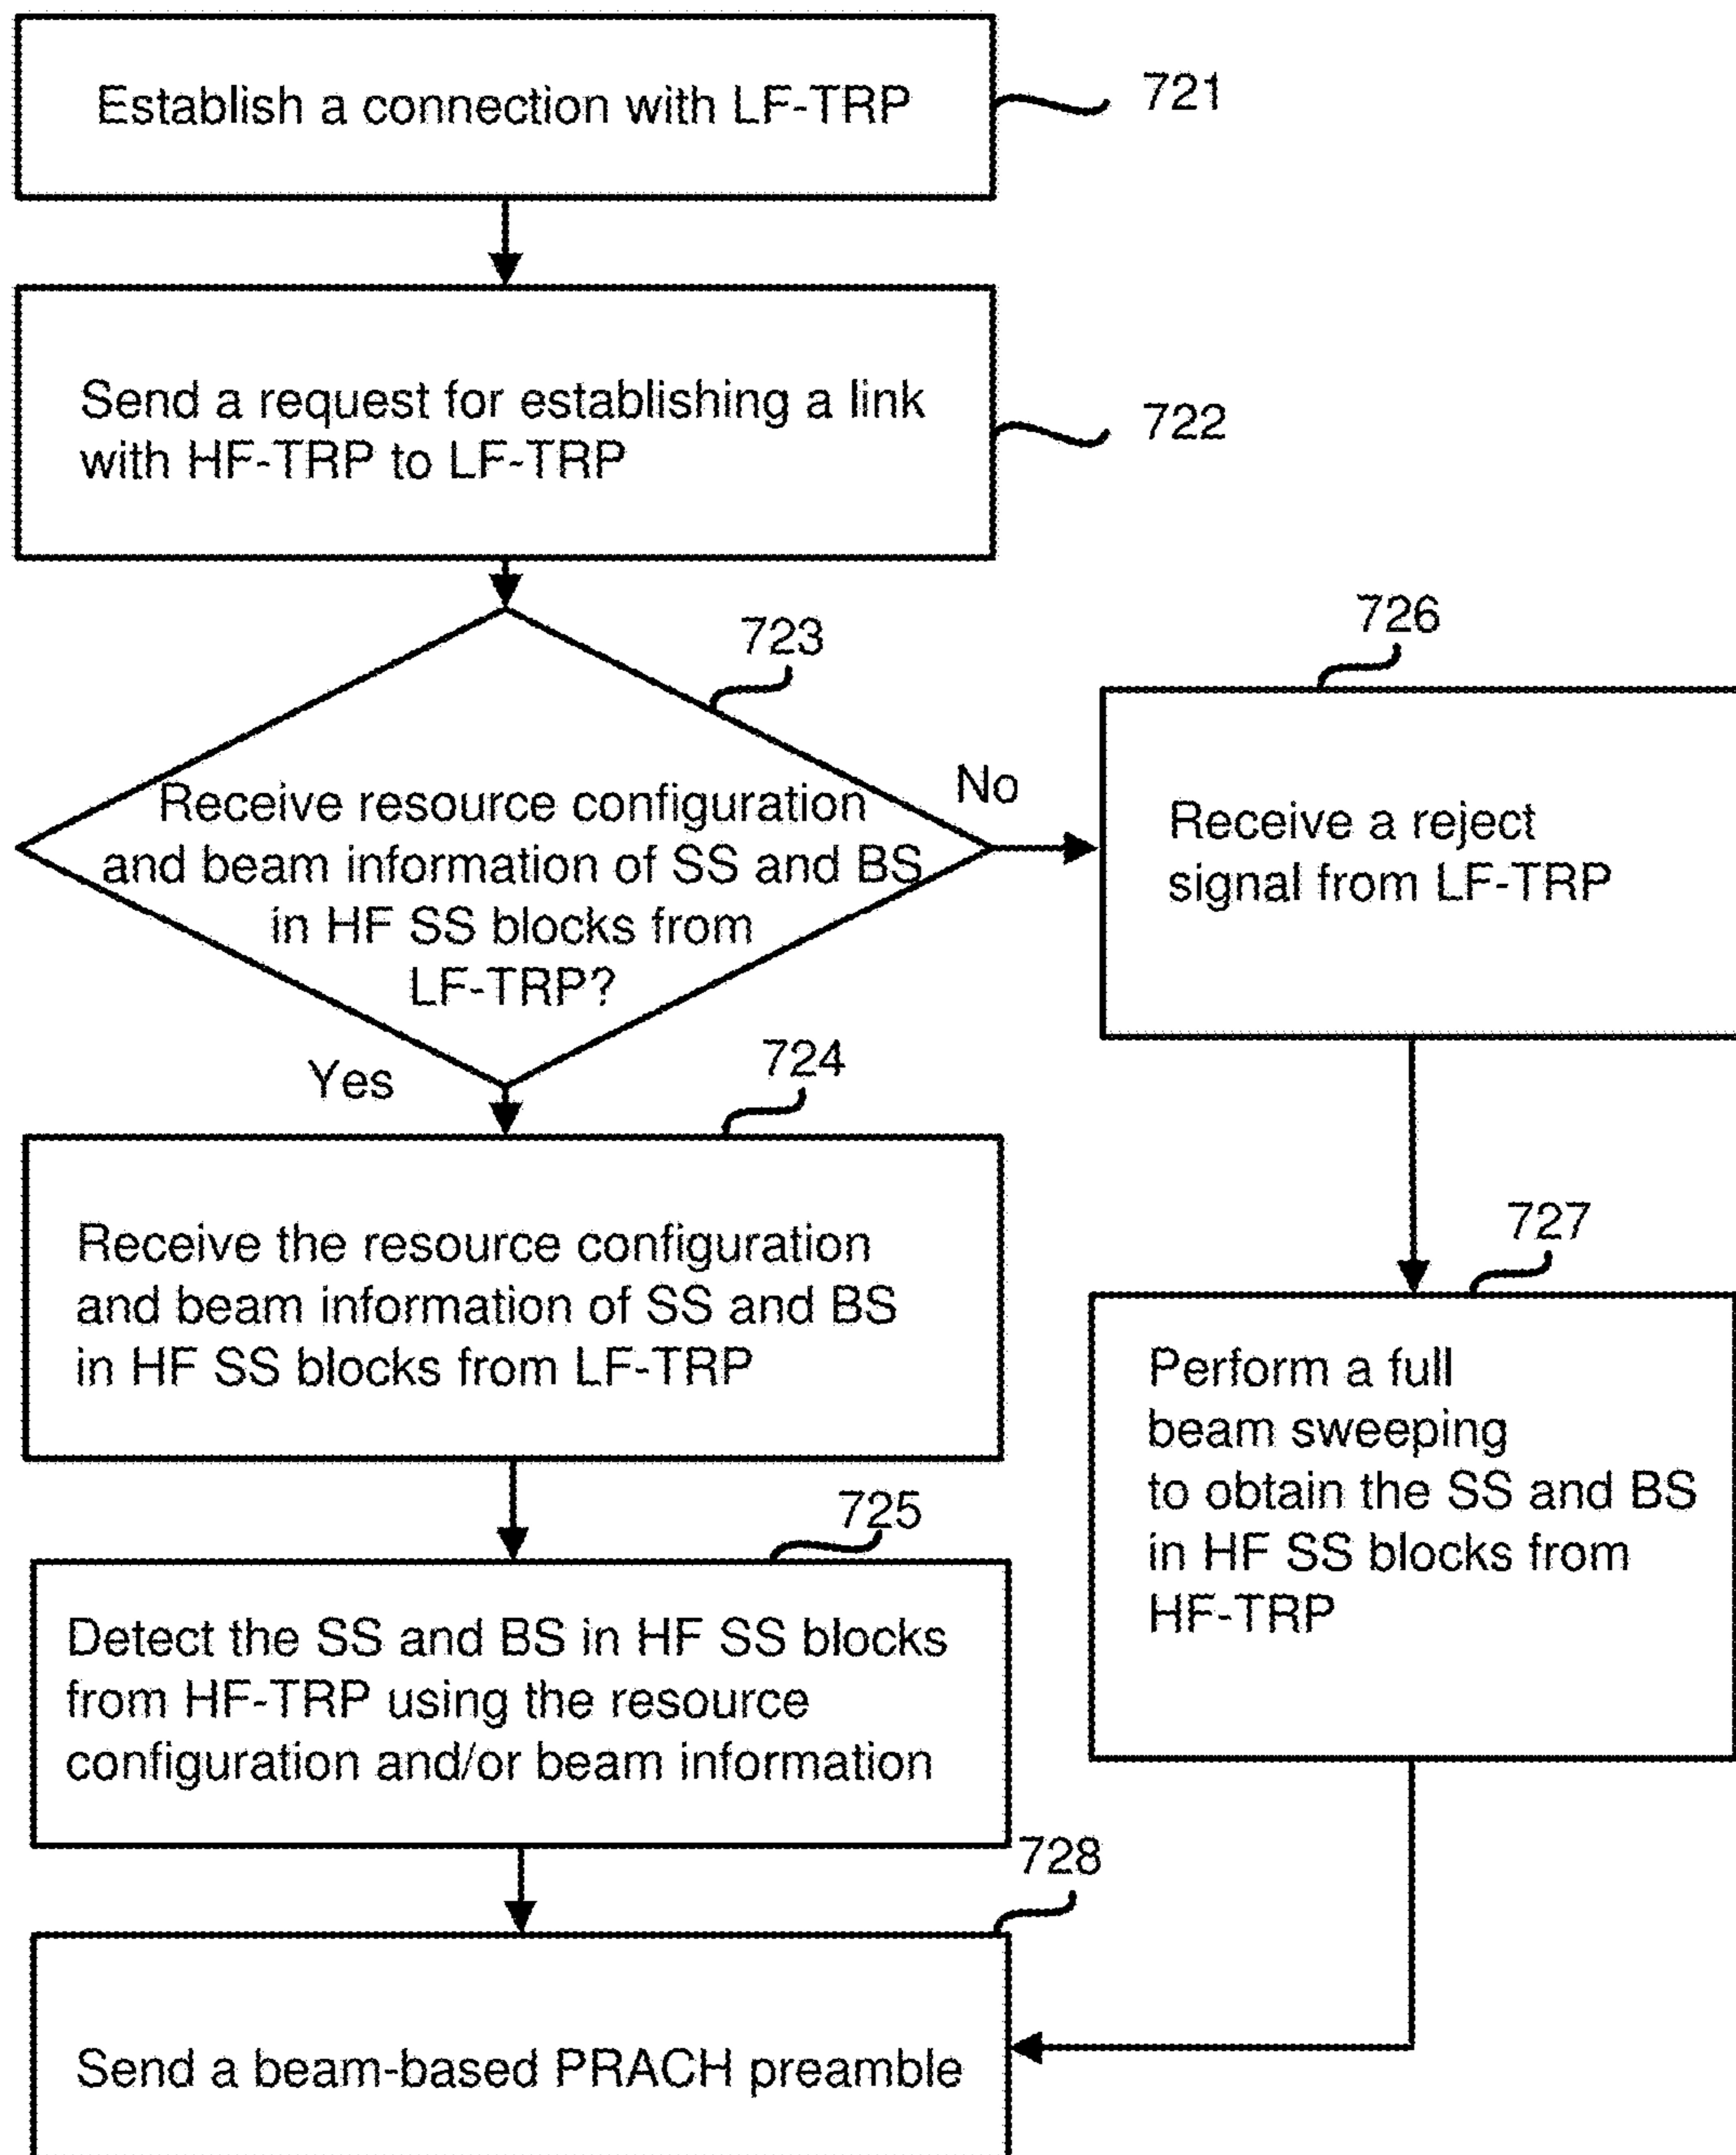 Establish a connection with LF-TRP
721
Send a request for establishing a link
with HF-TRP to LF-TRP
722
723
Receive resource configuration
and beam information of SS and BS
in HF SS blocks from
LF-TRP?
No
Yes
726
Receive a reject
signal from LF-TRP
724
Receive the resource configuration
and beam information of SS and BS
in HF SS blocks from LF-TRP
727
Perform a full
beam sweeping
to obtain the SS and BS
in HF SS blocks from
HF-TRP
725
Detect the SS and BS in HF SS blocks
from HF-TRP using the resource
configuration and/or beam information
728
Send a beam-based PRACH preamble